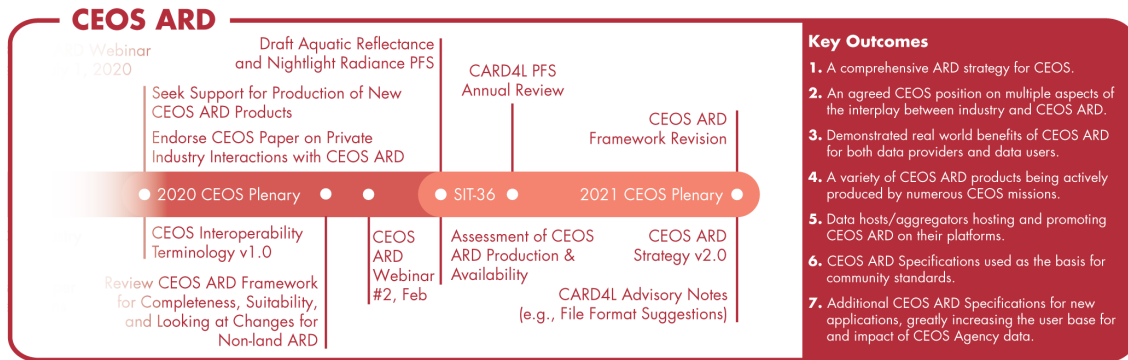 CEOS ARD
Webinar
, 2020
Draft Aquatic Reflectance
and Nightlight Radiance PFS
CARD4L PFS
Annual Review
Seek Support for Production of New
CEOS ARD Products
Endorse CEOS Paper on Private
Industry Interactions with CEOS ARD
CEOS ARD
Framework Revision
2020 CEOS Plenary
SIT-36
2021 CEOS Plenary
CEOS Interoperability
Terminology v1.0
Review CEOS ARD Framework
for Completeness, Suitability,
and Looking at Changes for
Non-land ARD
CEOS
ARD
Webinar
#2, Feb
Assessment of CEOS
ARD Production &
Availability
CEOS ARD
Strategy v2.0
CARD4L Advisory Notes
(e.g., File Format Suggestions)
Key Outcomes
1. A comprehensive ARD strategy for CEOS.
2. An agreed CEOS position on multiple aspects of
the interplay between industry and CEOS ARD.
3. Demonstrated real world benefits of CEOS ARD
for both data providers and data users.
4. A variety of CEOS ARD products being actively
produced by numerous CEOS missions.
5. Data hosts/aggregators hosting and promoting
CEOS ARD on their platforms.
6. CEOS ARD Specifications used as the basis for
community standards.
7. Additional CEOS ARD Specifications for new
applications, greatly increasing the user base for
and impact of CEOS Agency data.